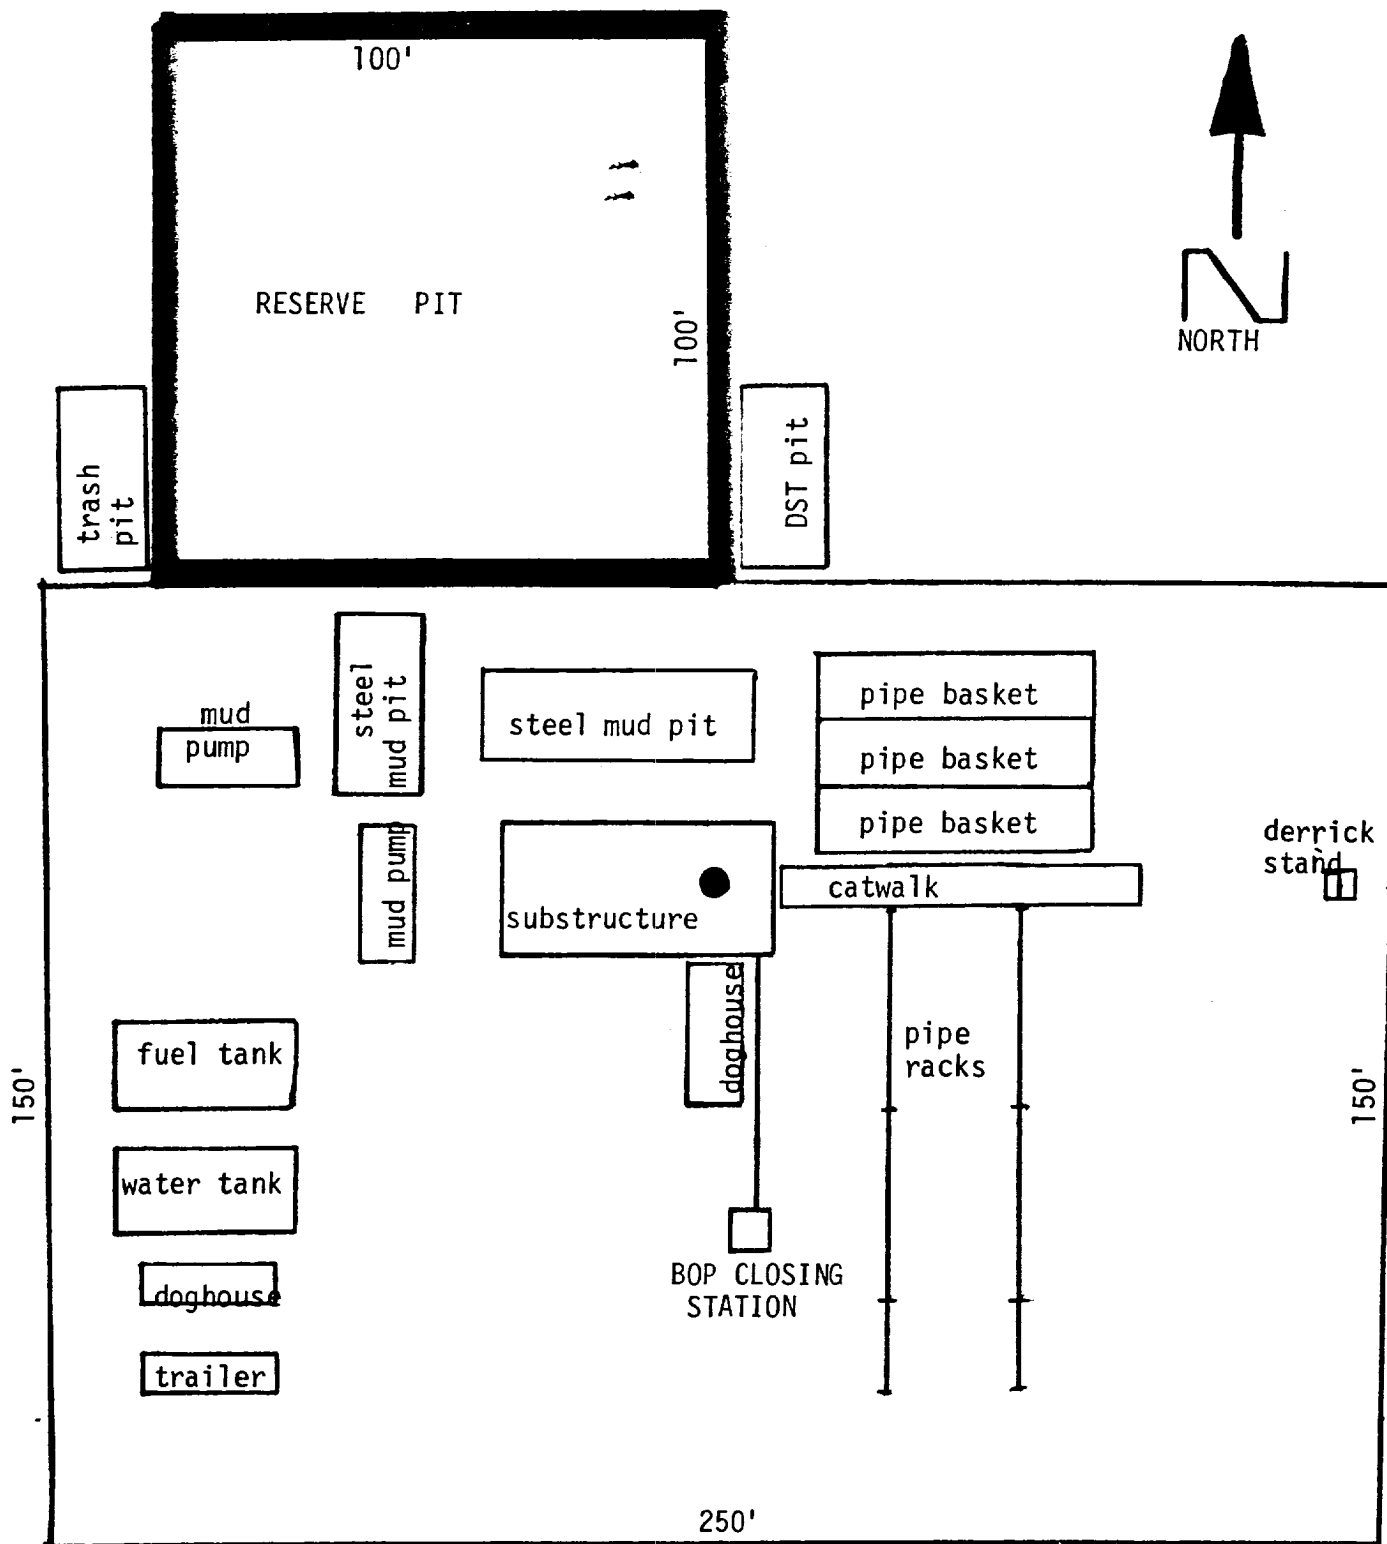 100'
RESERVE PIT
100'
N
NORTH
trash
pit
DST pit
mud
pump
steel
mud pit
steel mud pit
pipe basket
pipe basket
pipe basket
mud pump
substructure
catwalk
derrick
stand
doghouse
pipe
racks
fuel tank
150'
150'
water tank
doghouse
BOP CLOSING
STATION
trailer
250'